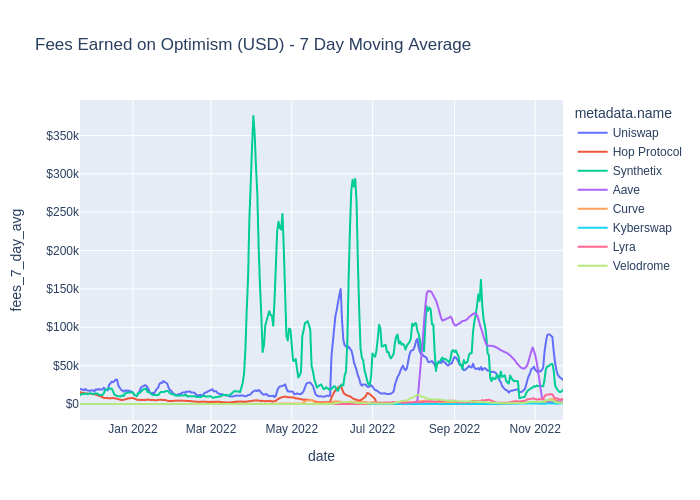 Fees Earned on Optimism (USD) - 7 Day Moving Average
metadata.name
Uniswap
Hop Protocol
Synthetix
Aave
Curve
Kyberswap
Lyra
Velodrome
fees_7_day_avg
$350k
$300k
$250k
$200k
$150k
$100k
$50k
$0
Jan 2022 Mar 2022 May 2022 Jul 2022 Sep 2022 Nov 2022
date